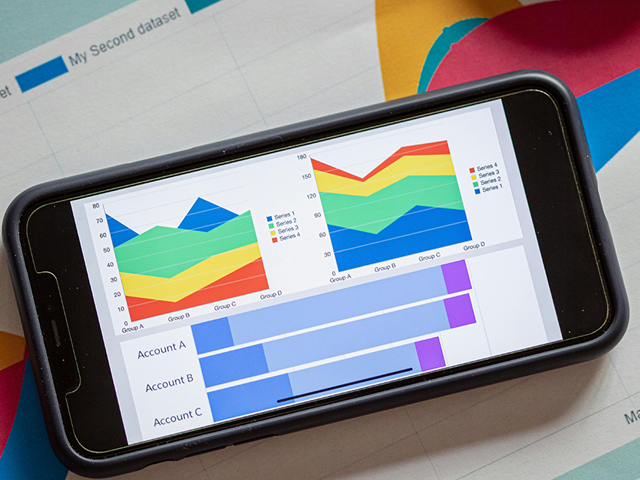 et
My Second dataset
80
70
60
50
40
30
20
10
0
Group A
Group B
Group C
Group D
Series 1
Series 2
Series 3
Series 4
180
150
120
90
60
30
0
Group A
Group B
Group C
Group D
Series 4
Series 3
Series 2
Series 1
Account A
Account B
Account C
Ma